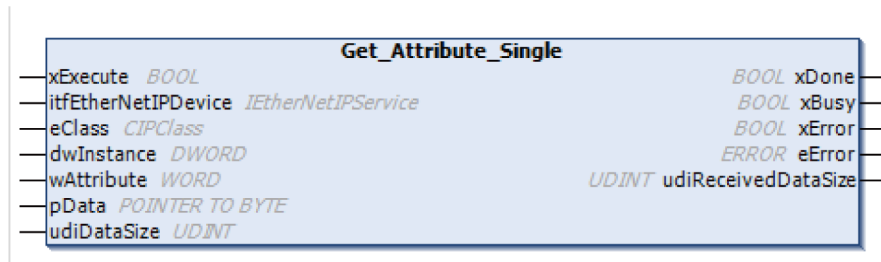 Get_Attribute_Single
xExecute BOOL BOOL xDone
itfEtherNetIPDevice IEtherNetIPService BOOL xBusy
eClass CIPClass BOOL xError
dwInstance DWORD ERROR eError
wAttribute WORD UDINT udiReceivedDataSize
pData POINTER TO BYTE
udiDataSize UDINT